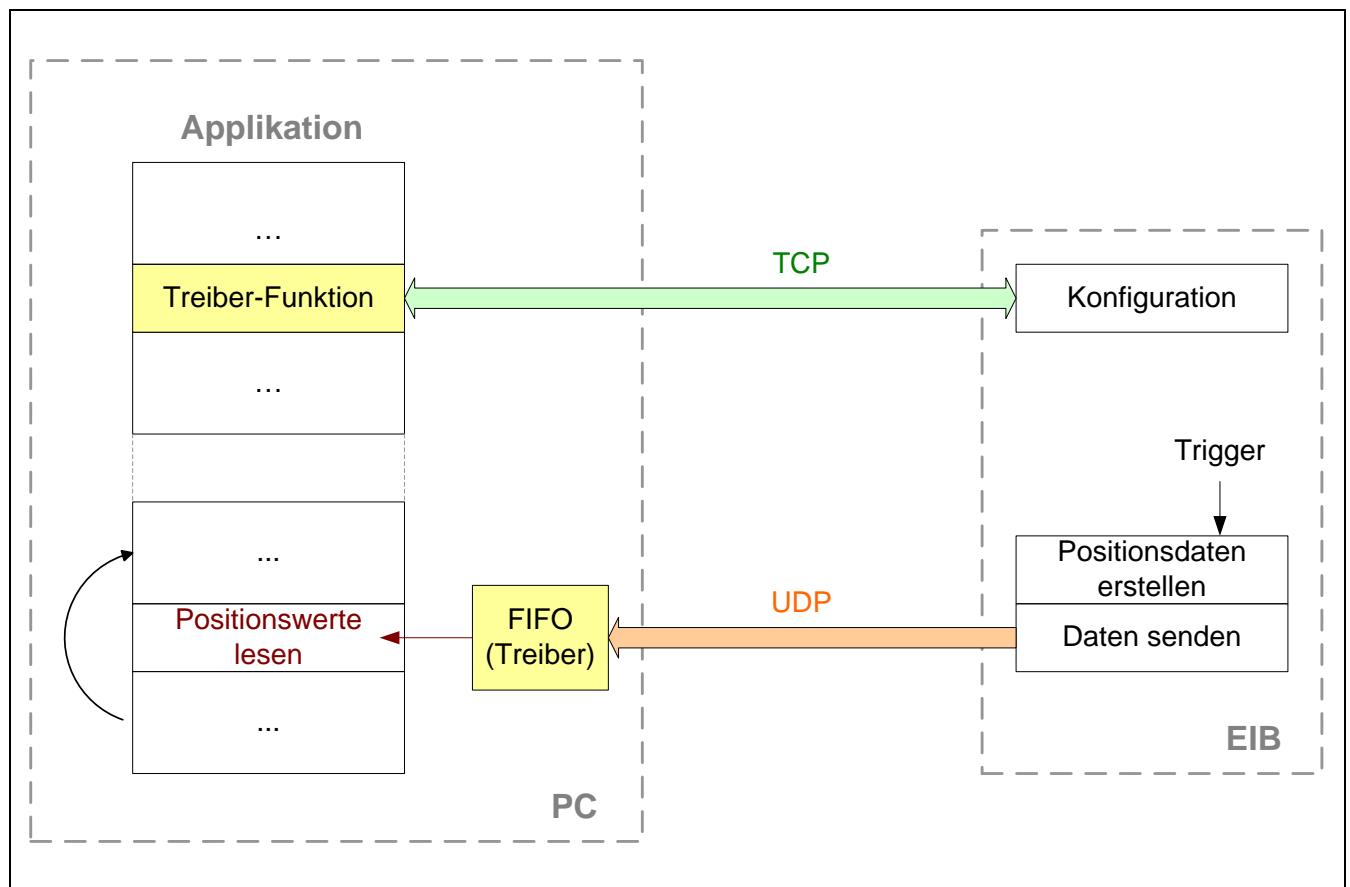 Applikation
...
Treiber-Funktion
...
...
Positionswerte
lesen
...
FIFO
(Treiber)
PC
TCP
UDP
Konfiguration
Trigger
Positionsdaten
erstellen
Daten senden
EIB